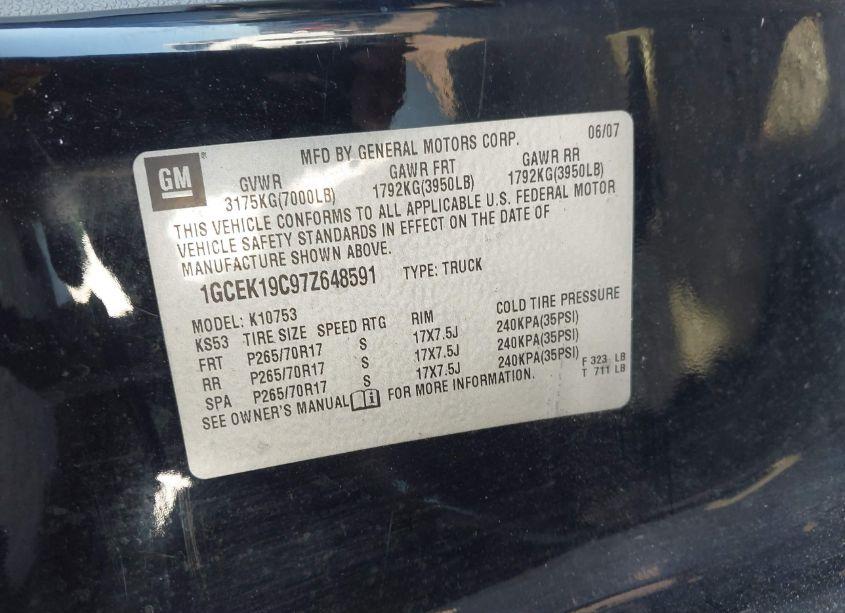 GM
MFD BY GENERAL MOTORS CORP. 06/07
GVWR GAWR FRT GAWR RR
3175KG(7000LB) 1792KG(3950LB) 1792KG(3950LB)
THIS VEHICLE CONFORMS TO ALL APPLICABLE U.S. FEDERAL MOTOR
VEHICLE SAFETY STANDARDS IN EFFECT ON THE DATE OF
MANUFACTURE SHOWN ABOVE.
1GCEK19C97Z648591 TYPE: TRUCK
MODEL: K10753
KS53 TIRE SIZE SPEED RTG RIM COLD TIRE PRESSURE
FRT P265/70R17 S 17X7.5J 240KPA(35PSI)
RR P265/70R17 S 17X7.5J 240KPA(35PSI)
SPA P265/70R17 S 17X7.5J 240KPA(35PSI)
SEE OWNER'S MANUAL i FOR MORE INFORMATION.
F 323 LB
T 711 LB